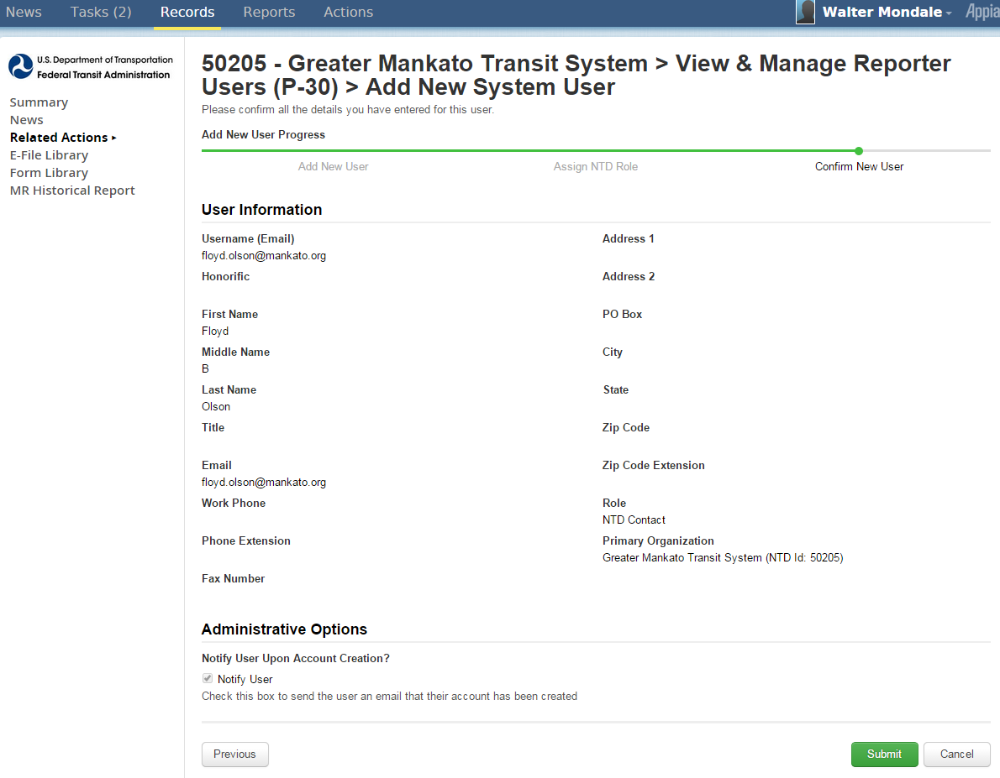 News Tasks (2) Records Reports Actions Walter Mondale Appia
U.S. Department of Transportation
Federal Transit Administration
Summary
News
Related Actions
E-File Library
Form Library
MR Historical Report
50205 - Greater Mankato Transit System > View & Manage Reporter
Users (P-30) > Add New System User
Please confirm all the details you have entered for this user.
Add New User Progress
Add New User Assign NTD Role Confirm New User
User Information
Username (Email)
floyd.olson@mankato.org
Honorific
First Name
Floyd
Middle Name
B
Last Name
Olson
Title
Email
floyd.olson@mankato.org
Work Phone
Phone Extension
Fax Number
Address 1
Address 2
PO Box
City
State
Zip Code
Zip Code Extension
Role
NTD Contact
Primary Organization
Greater Mankato Transit System (NTD Id: 50205)
Administrative Options
Notify User Upon Account Creation?
Notify User
Check this box to send the user an email that their account has been created
Previous Submit Cancel